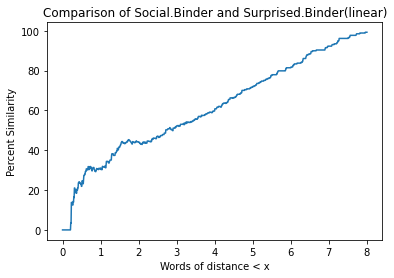 Comparison of Social.Binder and Surprised.Binder(linear)
100
80
60
40
20
0
Percent Similarity
0 1 2 3 4 5 6 7 8
Words of distance < x